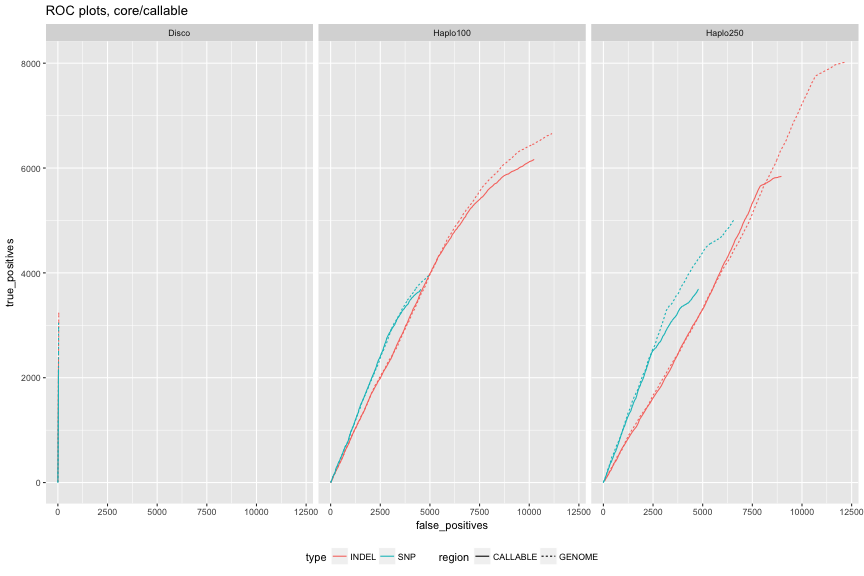 ROC plots, core/callable
Disco Haplo100 Haplo250
true_positives
8000
6000
4000
2000
0
0 2500 5000 7500 10000 12500 0 2500 5000 7500 10000 12500 0 2500 5000 7500 10000 12500
false_positives
type INDEL SNP region CALLABLE GENOME